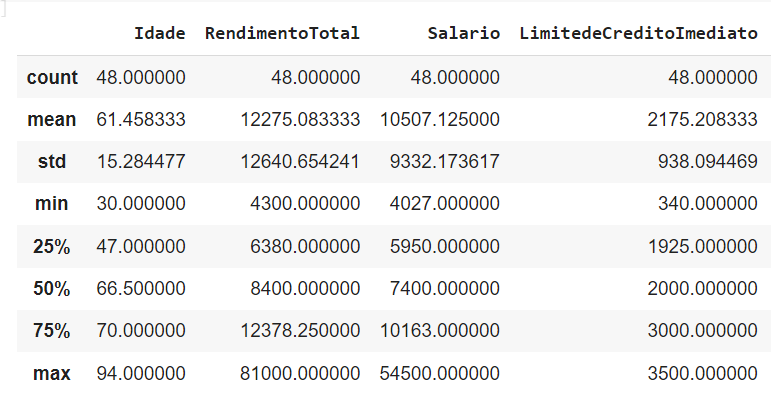 Idade RendimentoTotal Salario LimitedeCreditoImediato
count 48.000000 48.000000 48.000000 48.000000
mean 61.458333 12275.083333 10507.125000 2175.208333
std 15.284477 12640.654241 9332.173617 938.094469
min 30.000000 4300.000000 4027.000000 340.000000
25% 47.000000 6380.000000 5950.000000 1925.000000
50% 66.500000 8400.000000 7400.000000 2000.000000
75% 70.000000 12378.250000 10163.000000 3000.000000
max 94.000000 81000.000000 54500.000000 3500.000000